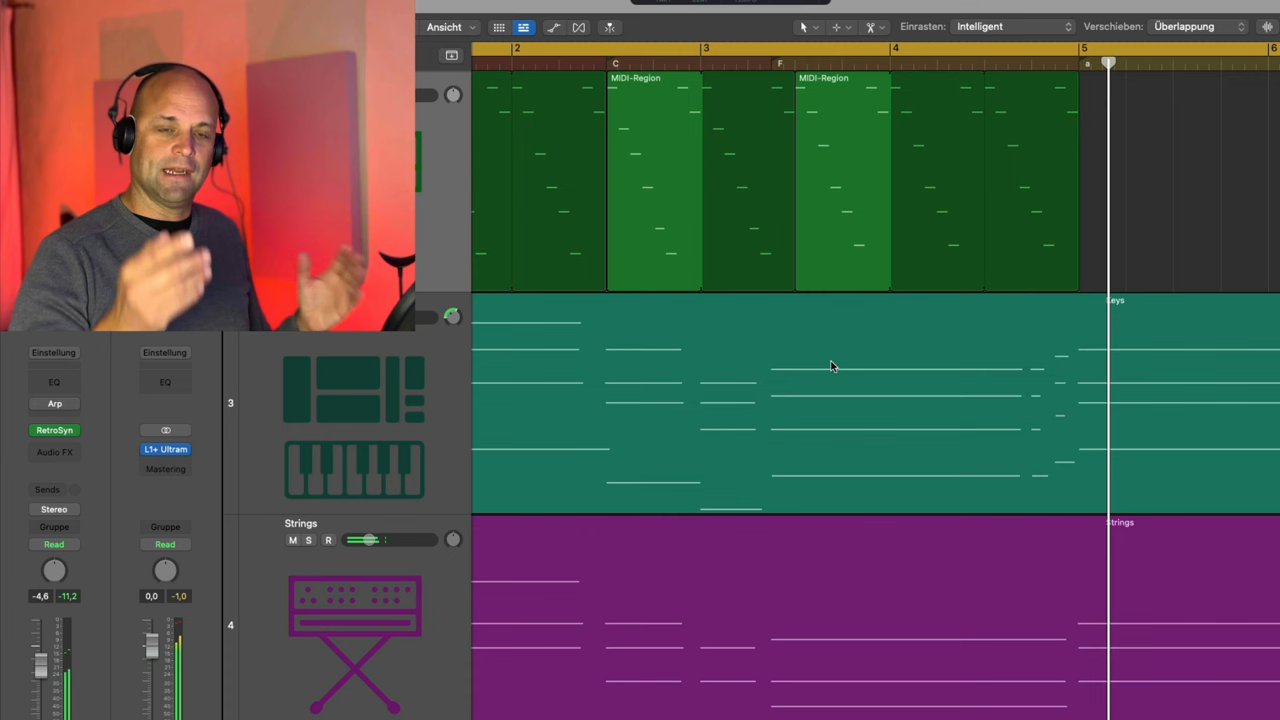 Ansicht
Einrasten: Intelligent
Verschieben: Überlappung
2 3 4 5 6
C F a
MIDI-Region MIDI-Region
Keys
Einstellung Einstellung
EQ EQ
Arp
3
RetroSyn
Audio FX
L1+ Ultram
Mastering
Sends
Stereo
Gruppe Gruppe
Read Read
-4,6 -11,2 0,0 -1,0
Strings
M S R
4
Strings